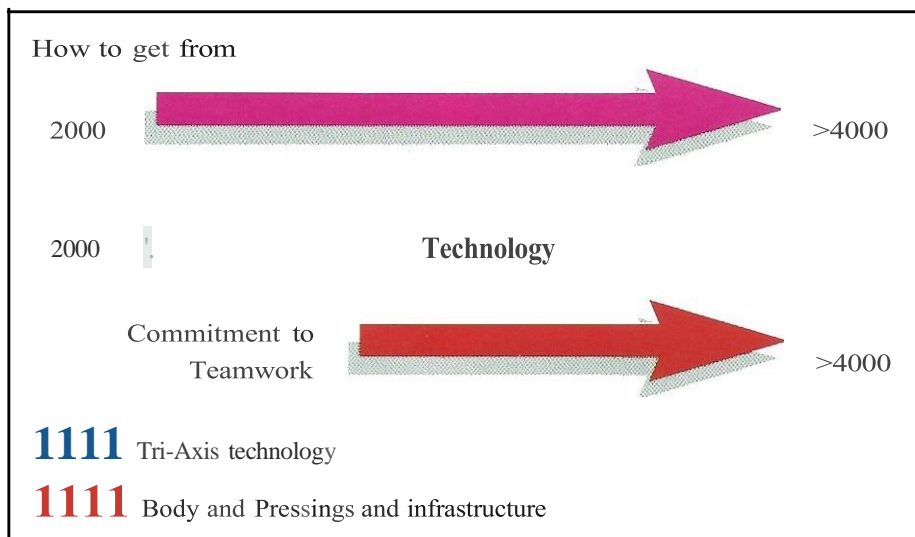 How to get from
2000 >4000
2000 Technology
Commitment to
Teamwork >4000
1111 Tri-Axis technology
1111 Body and Pressings and infrastructure